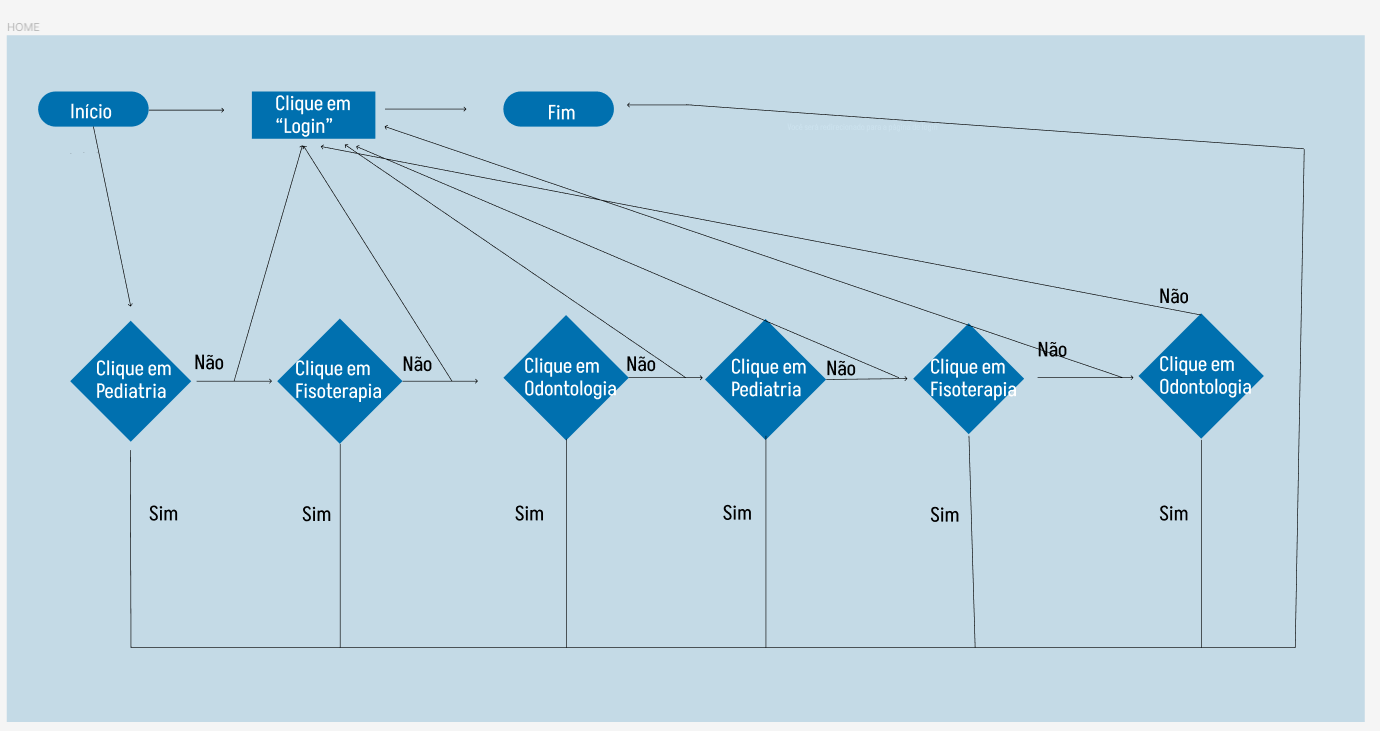 HOME
Início
Clique em
“Login”
Fim
Não
Clique em
Pediatria
Não
Clique em
Fisoterapia
Não
Clique em
Odontologia
Não
Clique em
Pediatria
Não
Clique em
Fisoterapia
Não
Clique em
Odontologia
Sim
Sim
Sim
Sim
Sim
Sim